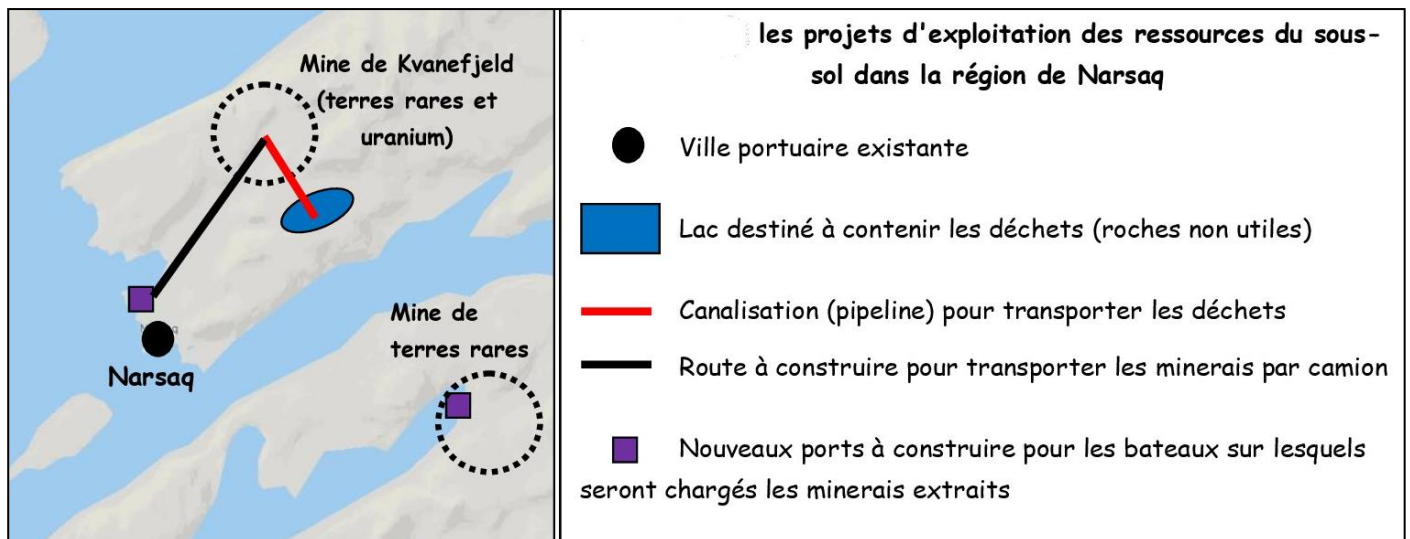 Mine de Kvanefjeld
(terres rares et
uranium)
Mine de
terres rares
Narsaq
les projets d'exploitation des ressources du sous-
sol dans la région de Narsaq
Ville portuaire existante
Lac destiné à contenir les déchets (roches non utiles)
Canalisation (pipeline) pour transporter les déchets
Route à construire pour transporter les minerais par camion
Nouveaux ports à construire pour les bateaux sur lesquels
seront chargés les minerais extraits